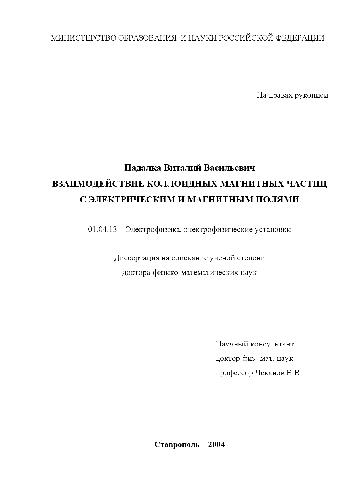 МИНИСТЕРСТВО ОБРАЗОВАНИЯ И НАУКИ РОССИЙСКОЙ ФЕДЕРАЦИИ
На правах рукописи
Падалка Виталий Васильевич
ВЗАИМОДЕЙСТВИЕ КОЛЛОИДНЫХ МАГНИТНЫХ ЧАСТИЦ
С ЭЛЕКТРИЧЕСКИМ И МАГНИТНЫМ ПОЛЯМИ
01.04.13 Электрофизика, электрофизические установки
Диссертация на соискание ученой степени
доктора физико-математических наук
Научный консультант
доктор физ.-мат. наук
профессор Чеканов В.В.
Ставрополь 2004